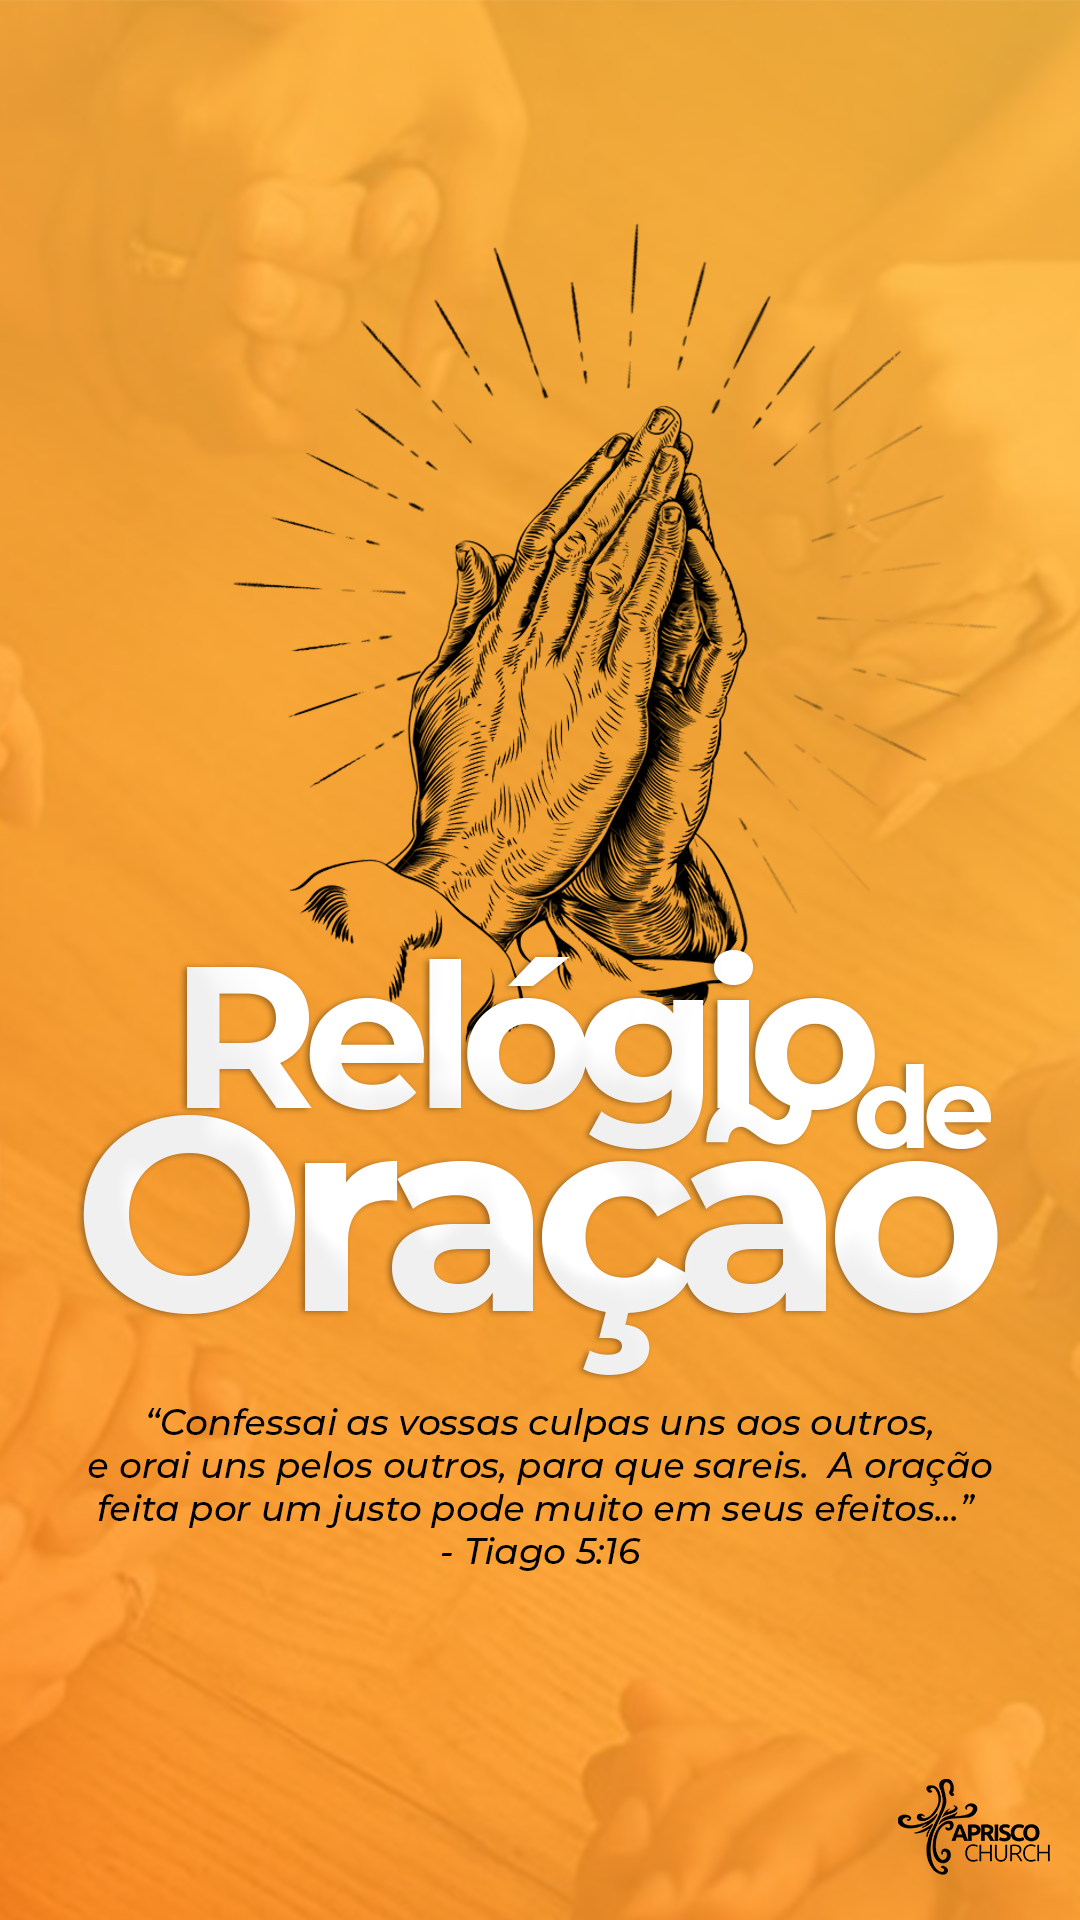 Relógio
de
Oração
“Confessai as vossas culpas uns aos outros,
e orai uns pelos outros, para que sareis.  A oração
feita por um justo pode muito em seus efeitos...”
- Tiago 5:16
APRISCO
CHURCH